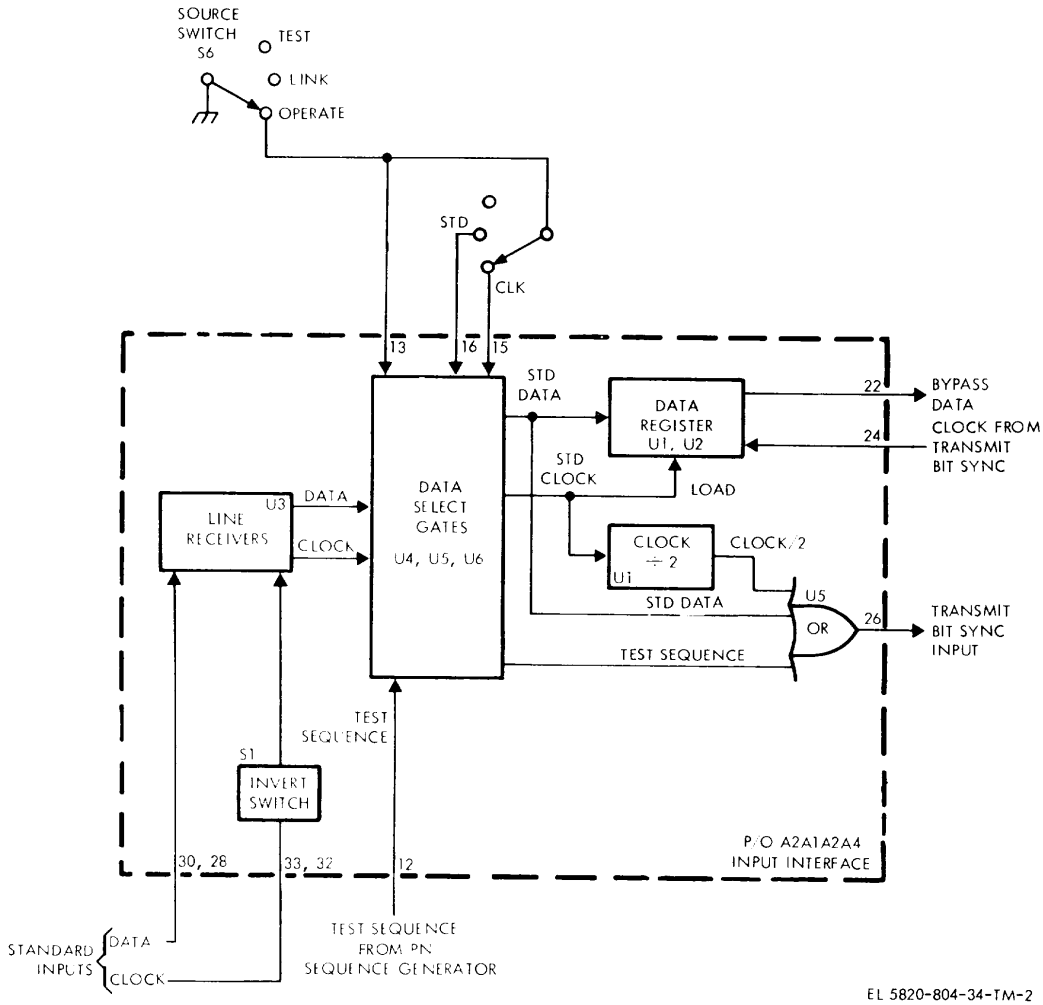 SOURCE
SWITCH
S6
TEST
LINK
OPERATE
STD
CLK
13
16
15
STD
DATA
22
BYPASS
DATA
DATA
REGISTER
U1, U2
24
CLOCK FROM
TRANSMIT
BIT SYNC
STD
CLOCK
LOAD
U3
DATA
LINE
RECEIVERS
CLOCK
DATA
SELECT
GATES
U4, U5, U6
CLOCK
÷ 2
U1
CLOCK/2
STD DATA
U5
OR
26
TRANSMIT
BIT SYNC
INPUT
TEST SEQUENCE
TEST
SEQUENCE
S1
INVERT
SWITCH
P/O A2A1A2A4
INPUT INTERFACE
30, 28
33, 32
12
STANDARD
INPUTS
DATA
CLOCK
TEST SEQUENCE
FROM PN
SEQUENCE GENERATOR
EL 5820-804-34-TM-2